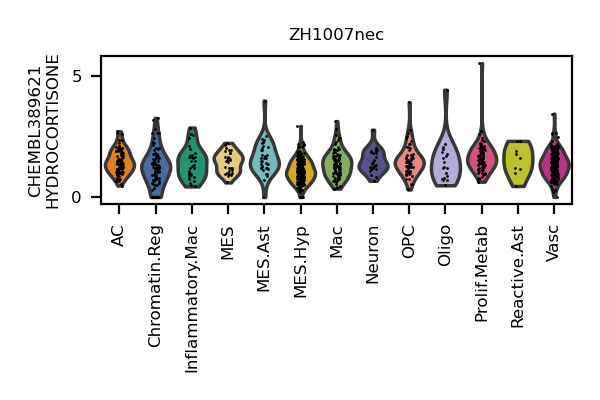 ZH1007nec
CHEMBL389621
HYDROCORTISONE
5
0
AC
Chromatin.Reg
Inflammatory.Mac
MES
MES.Ast
MES.Hyp
Mac
Neuron
OPC
Oligo
Prolif.Metab
Reactive.Ast
Vasc